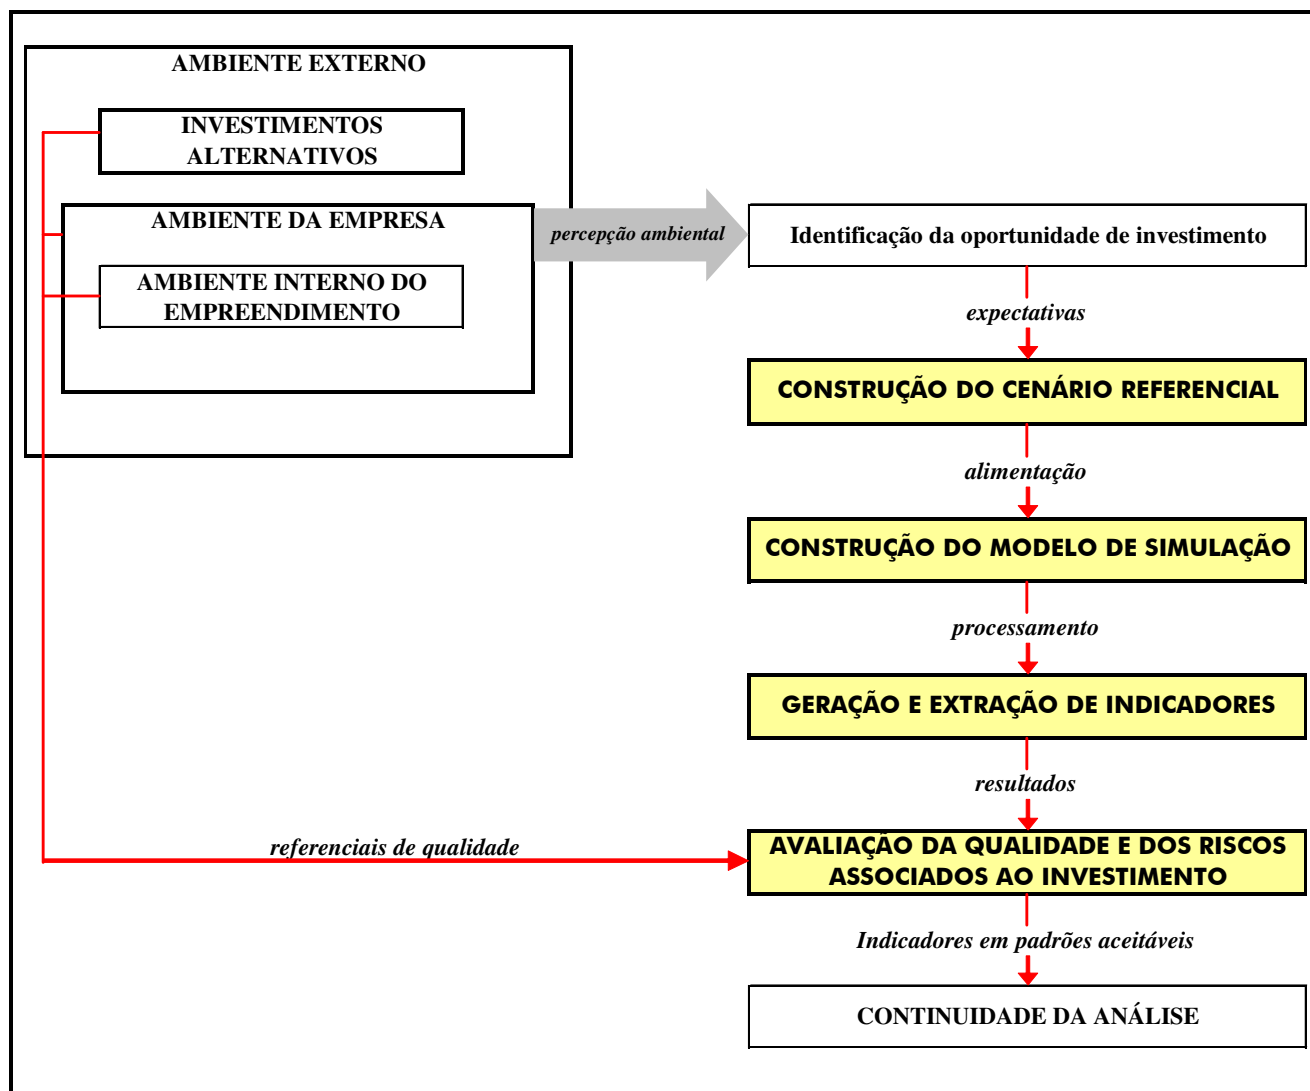 AMBIENTE EXTERNO
INVESTIMENTOS
ALTERNATIVOS
AMBIENTE DA EMPRESA
AMBIENTE INTERNO DO
EMPREENDIMENTO
percepção ambiental
Identificação da oportunidade de investimento
expectativas
CONSTRUÇÃO DO CENÁRIO REFERENCIAL
alimentação
CONSTRUÇÃO DO MODELO DE SIMULAÇÃO
processamento
GERAÇÃO E EXTRAÇÃO DE INDICADORES
resultados
referenciais de qualidade
AVALIAÇÃO DA QUALIDADE E DOS RISCOS
ASSOCIADOS AO INVESTIMENTO
Indicadores em padrões aceitáveis
CONTINUIDADE DA ANÁLISE